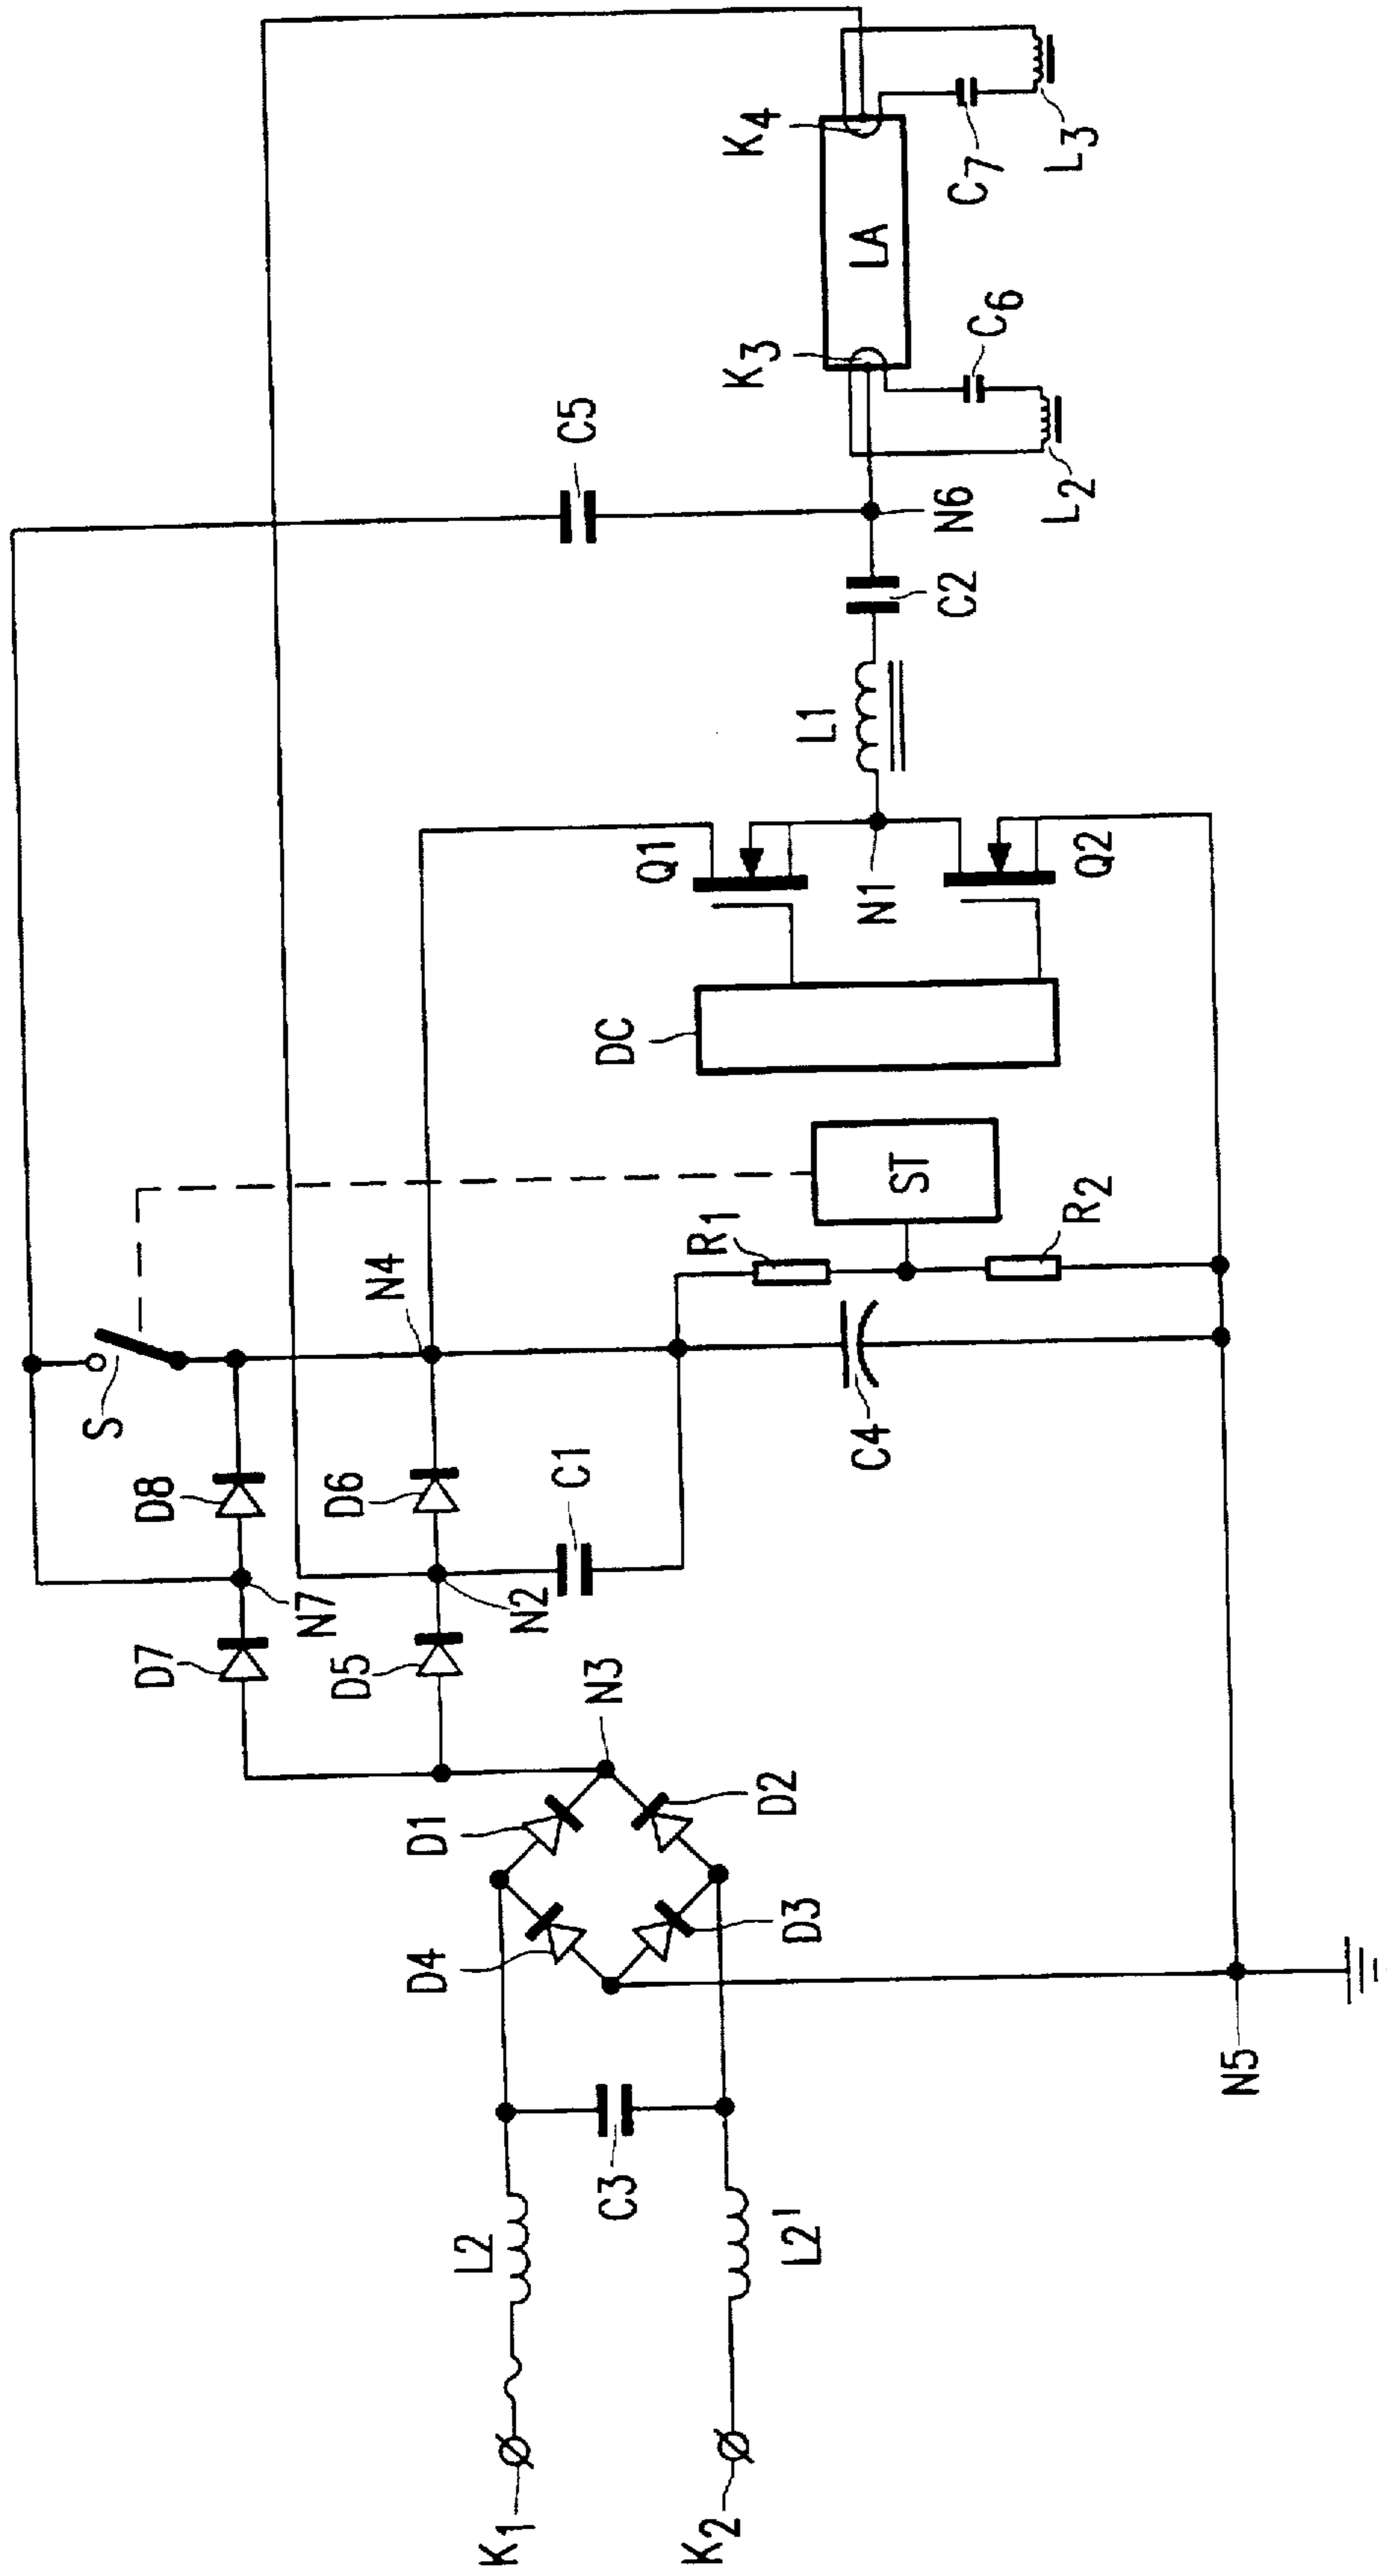 K1
K2
L2
L2'
C3
D4
D1
D3
D2
N3
N5
D7
D5
N7
N2
D8
D6
C1
S
N4
C4
R1
R2
ST
DC
Q1
N1
Q2
L1
C2
N6
C5
K3
L2
C6
LA
K4
C7
L3